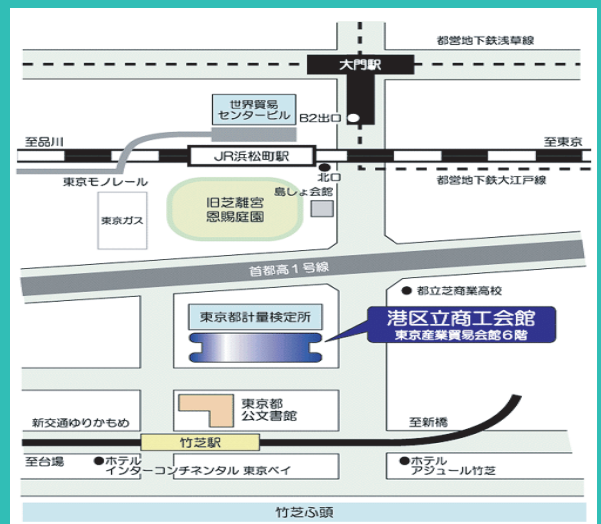 都営地下鉄浅草線
大門駅
世界貿易
センタービル
B2出口
至品川
至東京
JR浜松町駅
北口
東京モノレール
都営地下鉄大江戸線
島しょ会館
旧芝離宮
恩賜庭園
東京ガス
首都高1号線
都立芝商業高校
東京都計量検定所
港区立商工会館
東京産業貿易会館6階
東京都
公文書館
新交通ゆりかもめ
至新橋
竹芝駅
至台場
ホテル
インターコンチネンタル 東京ベイ
ホテル
アジュール竹芝
竹芝ふ頭